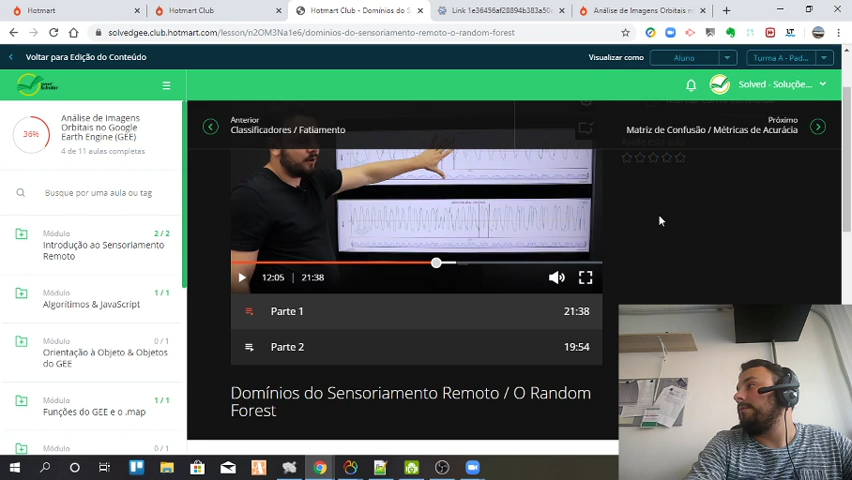 Hotmart
Hotmart Club
Hotmart Club - Domínios do S
Link 1e36456af28894b383a50
Análise de Imagens Orbitais n
solvedgee.club.hotmart.com/lesson/n2OM3Na1e6/dominios-do-sensoriamento-remoto-o-random-forest
Voltar para Edição do Conteúdo
Visualizar como
Aluno
Turma A - Pad...
Solved - Soluçõe...
36%
Análise de Imagens
Orbitais no Google
Earth Engine (GEE)
4 de 11 aulas completas
Busque por uma aula ou tag
Módulo 2/2
Introdução ao Sensoriamento
Remoto
Módulo 1/1
Algorítimos & JavaScript
Módulo 0/1
Orientação à Objeto & Objetos
do GEE
Módulo 1/1
Funções do GEE e o .map
Módulo 0/1
Anterior
Classificadores / Fatiamento
Próximo
Matriz de Confusão / Métricas de Acurácia
12:05 | 21:38
Parte 1 21:38
Parte 2 19:54
Domínios do Sensoriamento Remoto / O Random
Forest